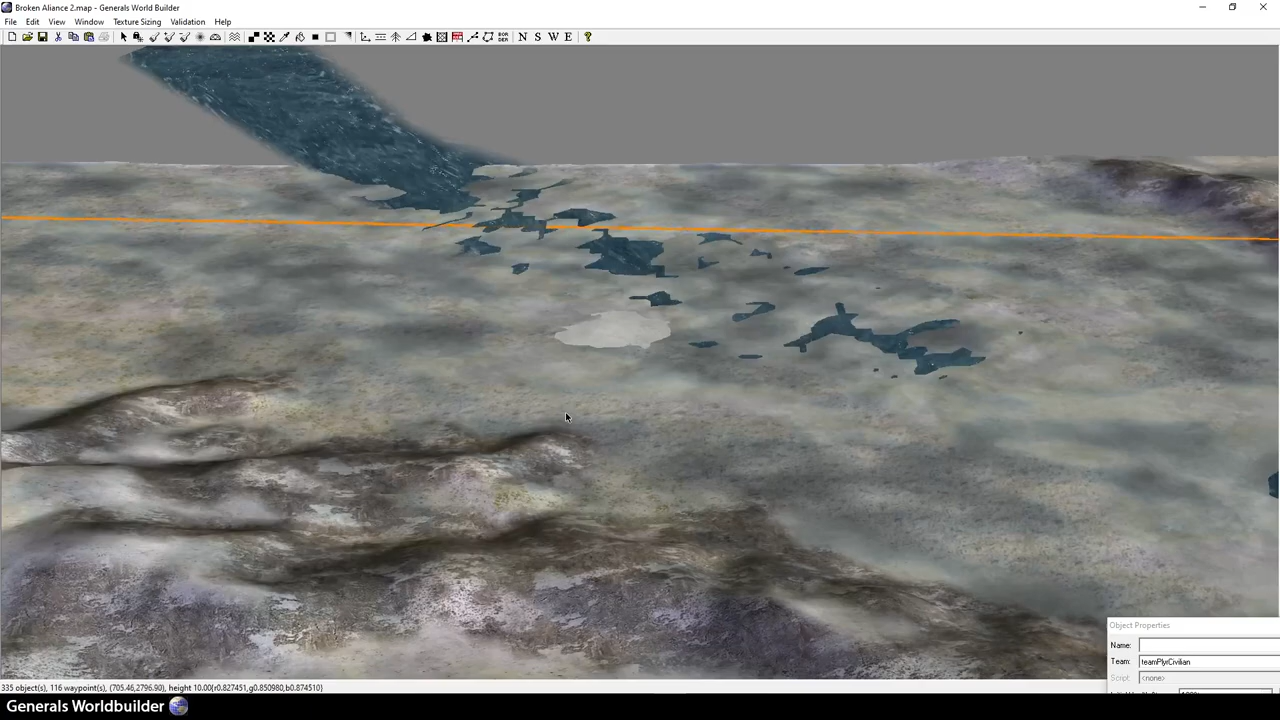 Broken Aliance 2.map - Generals World Builder
File Edit View Window Texture Sizing Validation Help
N S W E
Object Properties
Name:
Team: teamPlyrCivilian
Script: <none>
335 object(s), 116 waypoint(s), (705.46,2796.90), height 10.00{r0.827451,g0.850980,b0.874510}
Generals Worldbuilder